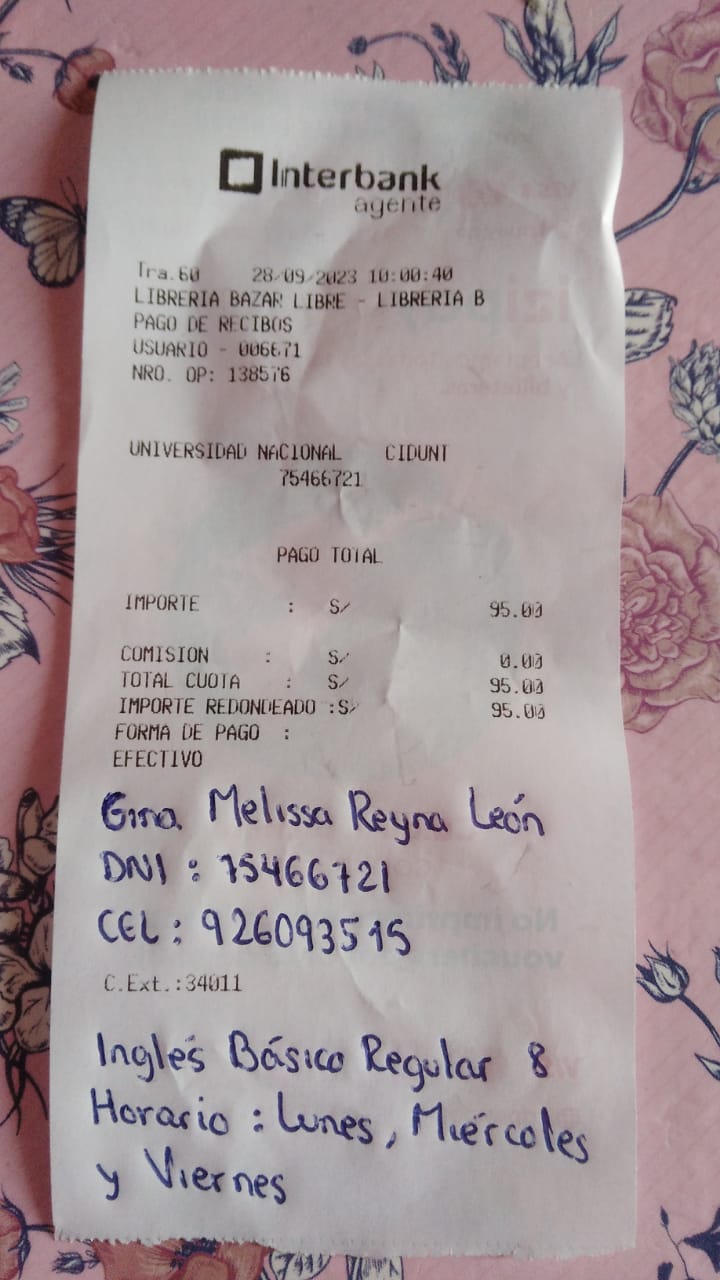 Interbank
agente
Tra.60 28/09/2023 10:00:40
LIBRERIA BAZAR LIBRE - LIBRERIA B
PAGO DE RECIBOS
USUARIO - 006671
NRO. OP: 138576
UNIVERSIDAD NACIONAL CIDUNT
75466721
PAGO TOTAL
IMPORTE : S/ 95.00
COMISION : S/ 0.00
TOTAL CUOTA : S/ 95.00
IMPORTE REDONDEADO :S/ 95.00
FORMA DE PAGO :
EFECTIVO
Gina Melissa Reyna León
DNI : 75466721
CEL : 926093515
C.Ext.:34011
Inglés Básico Regular 8
Horario : Lunes, Miércoles
y Viernes